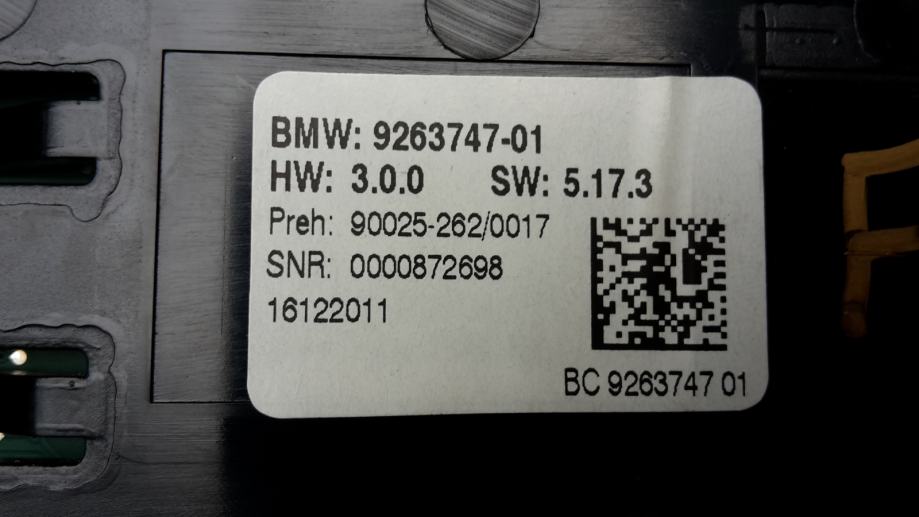 BMW: 9263747-01
HW: 3.0.0 SW: 5.17.3
Preh: 90025-262/0017
SNR: 0000872698
16122011
BC 9263747 01